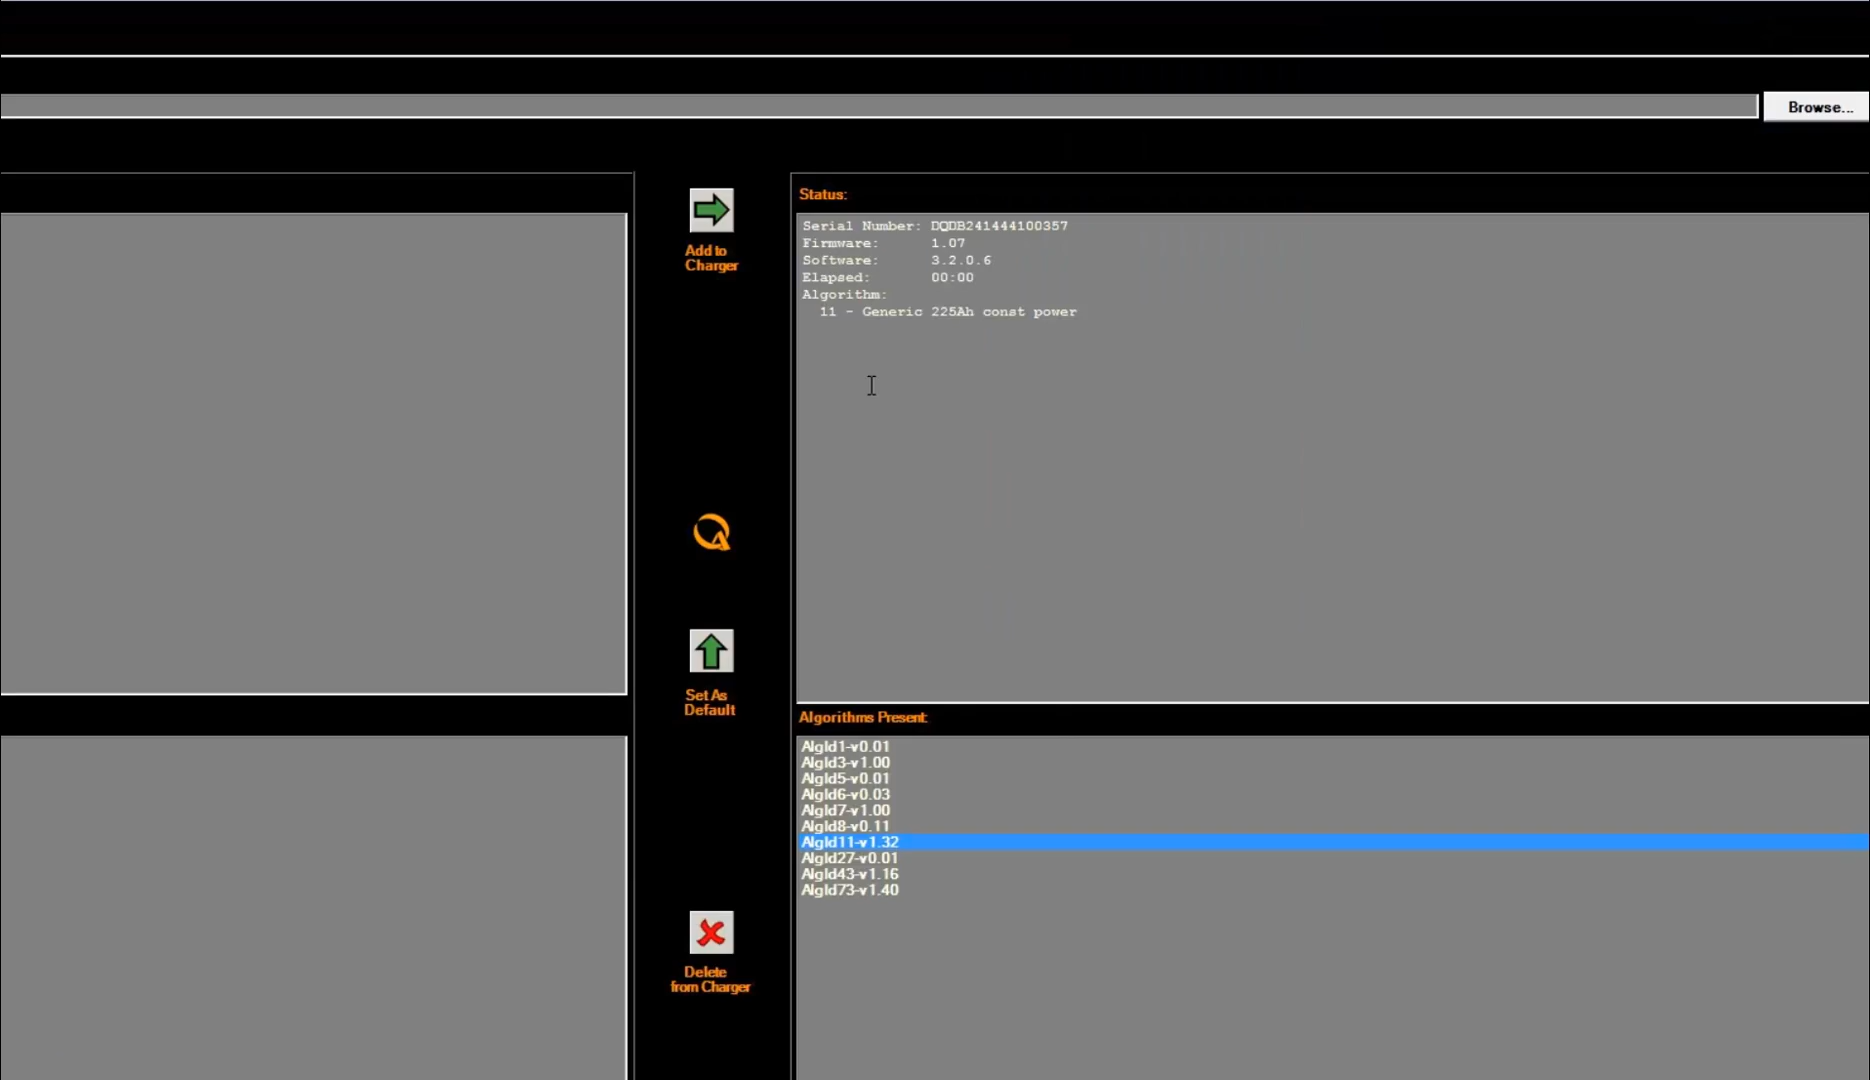 Browse...
Add to
Charger
Set As
Default
Delete
from Charger
Status:
Serial Number: DQDB241444100357
Firmware: 1.07
Software: 3.2.0.6
Elapsed: 00:00
Algorithm:
11 - Generic 225Ah const power
Algorithms Present:
AlgId1-v0.01
AlgId3-v1.00
AlgId5-v0.01
AlgId6-v0.03
AlgId7-v1.00
AlgId8-v0.11
AlgId11-v1.32
AlgId27-v0.01
AlgId43-v1.16
AlgId73-v1.40